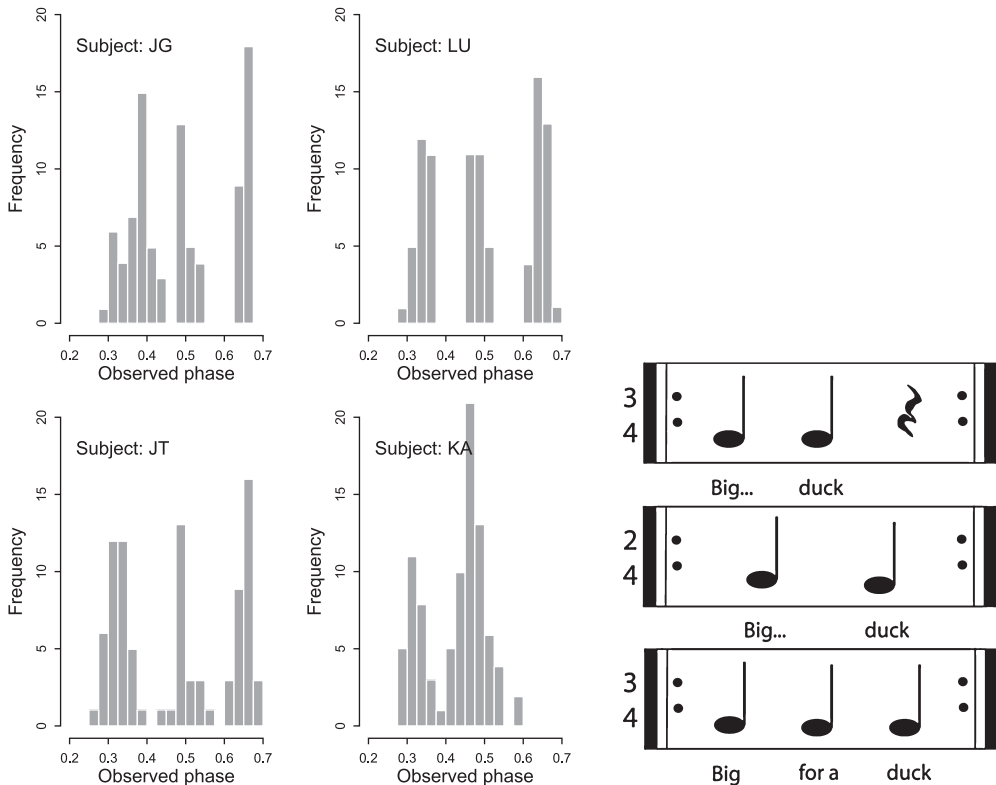 Subject: JG
Frequency
20
15
10
5
0
0.2 0.3 0.4 0.5 0.6 0.7
Observed phase
Subject: LU
Frequency
20
15
10
5
0
0.2 0.3 0.4 0.5 0.6 0.7
Observed phase
Subject: JT
Frequency
20
15
10
5
0
0.2 0.3 0.4 0.5 0.6 0.7
Observed phase
Subject: KA
Frequency
20
15
10
5
0
0.2 0.3 0.4 0.5 0.6 0.7
Observed phase
3
4
Big... duck
2
4
Big... duck
3
4
Big for a duck